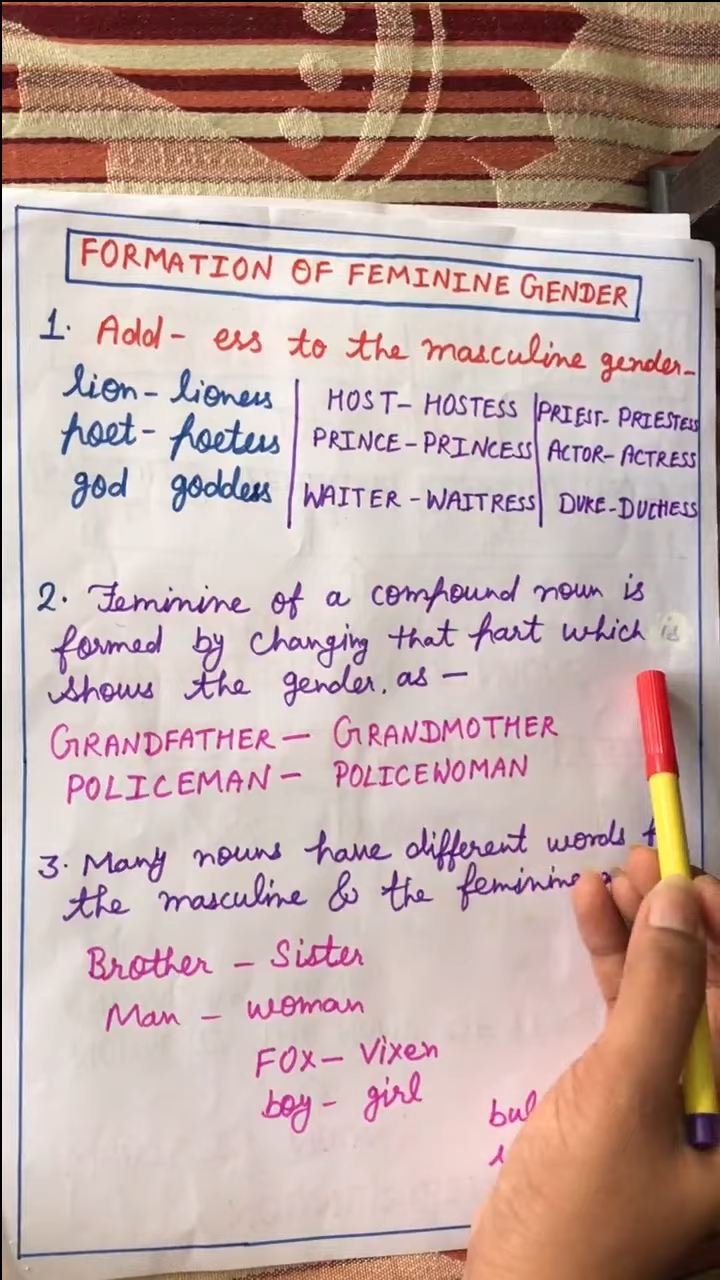 FORMATION OF FEMININE GENDER
1. Add - ess to the masculine gender -
lion - lioness
poet - poetess
god goddess
HOST - HOSTESS
PRINCE - PRINCESS
WAITER - WAITRESS
PRIEST - PRIESTESS
ACTOR - ACTRESS
DUKE - DUCHESS
2. Feminine of a compound noun is
formed by changing that part which is
shows the gender, as -
GRANDFATHER - GRANDMOTHER
POLICEMAN - POLICEWOMAN
3. Many nouns have different words
the masculine & the feminine
Brother - Sister
Man - woman
FOX - Vixen
boy - girl